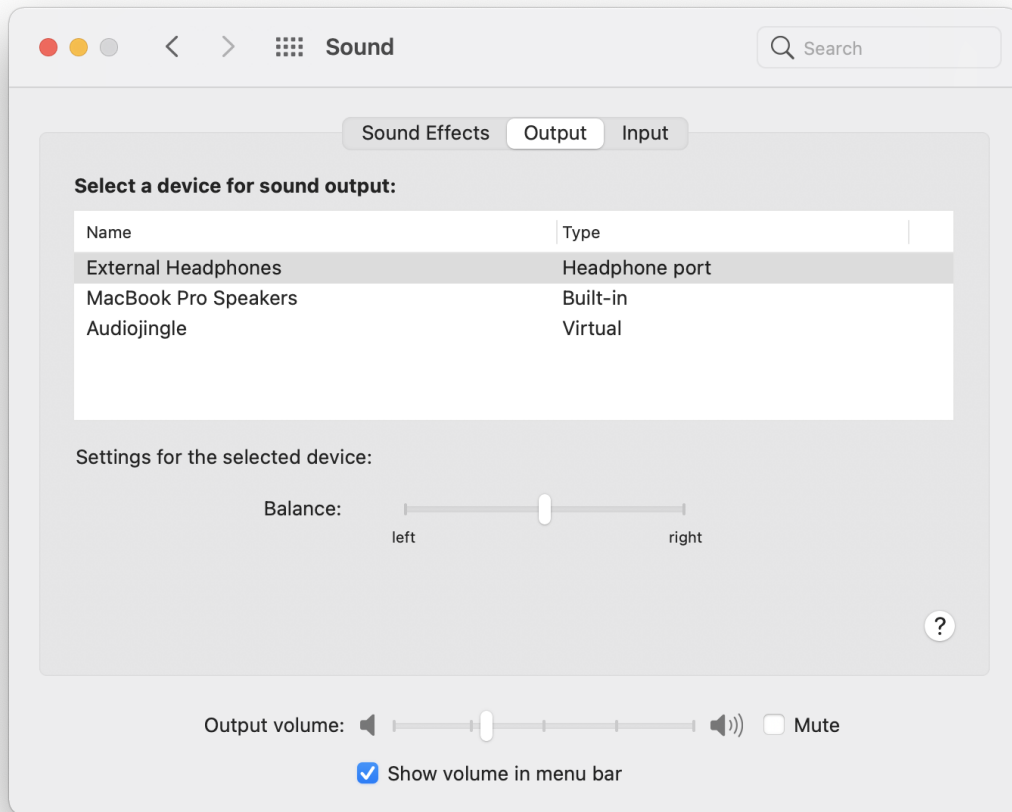 Sound
Search
Sound Effects Output Input
Select a device for sound output:
Name Type
External Headphones Headphone port
MacBook Pro Speakers Built-in
Audiojingle Virtual
Settings for the selected device:
Balance:
left right
?
Output volume: Mute
Show volume in menu bar